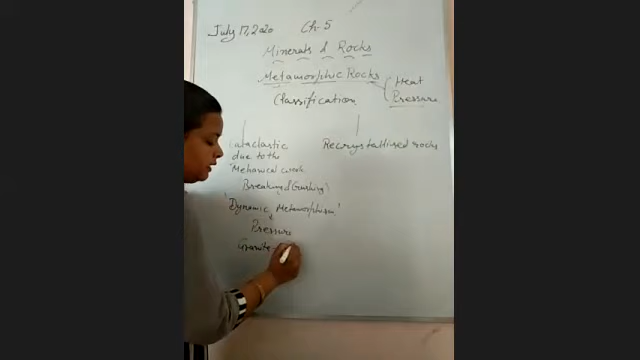 July 17, 2020 Ch-5
Minerals & Rocks
Metamorphic Rocks
Heat
Pressure
Classification
Cataclastic
due to the
Mehanical work
Breaking & Crushing
Recrystallised rocks
'Dynamic Metamorphism'
Pressure
Granite